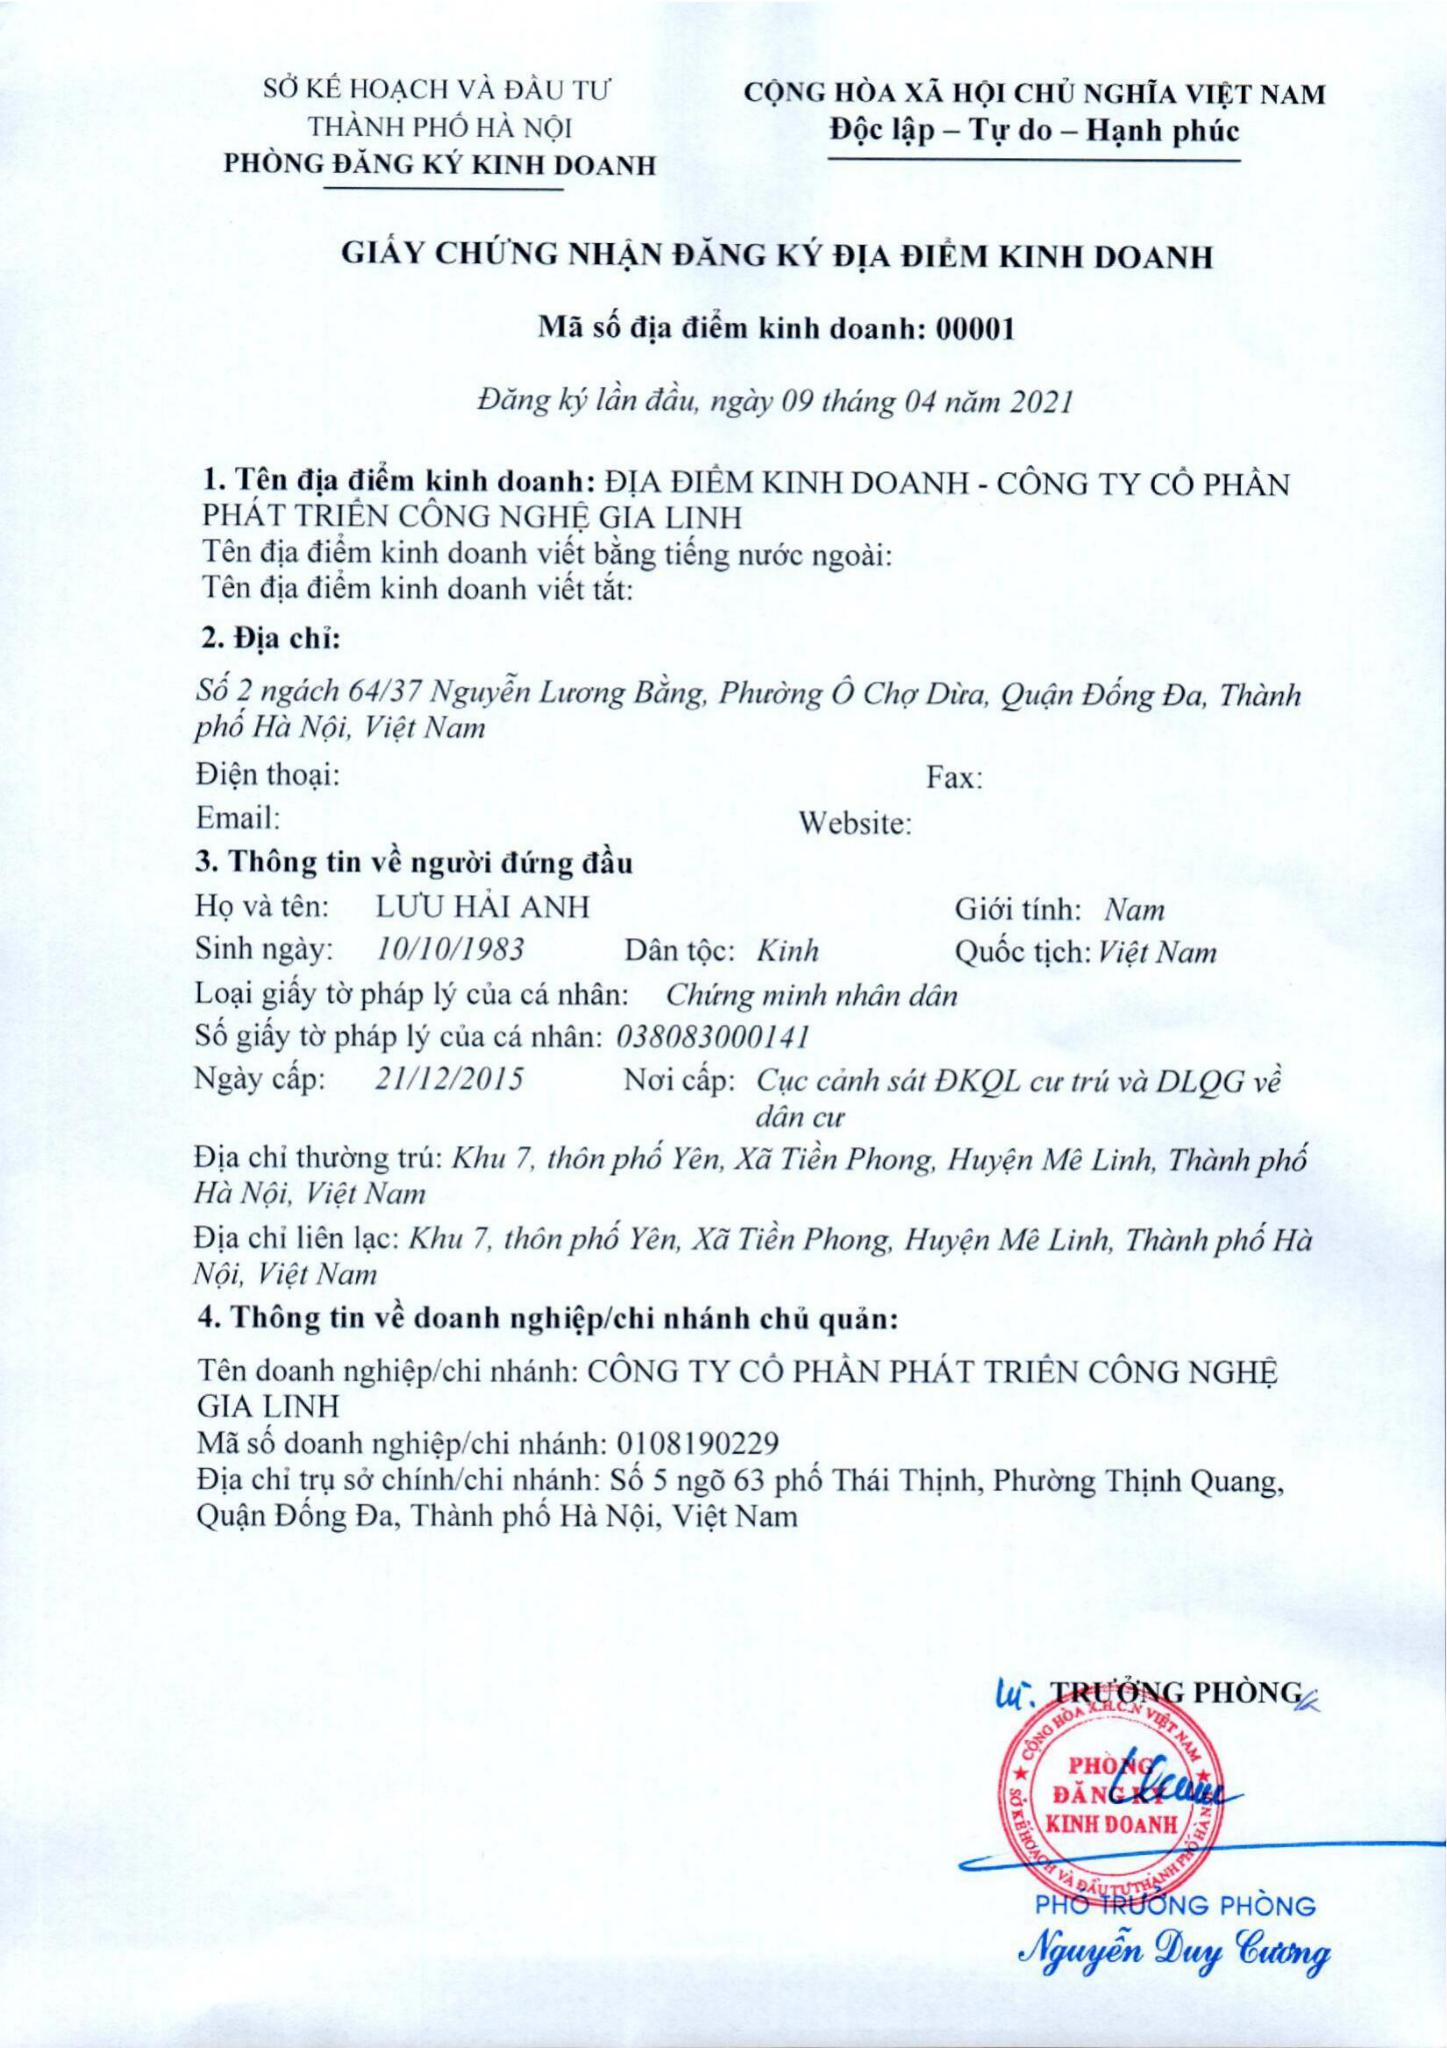 SỞ KẾ HOẠCH VÀ ĐẦU TƯ
THÀNH PHỐ HÀ NỘI
PHÒNG ĐĂNG KÝ KINH DOANH
CỘNG HÒA XÃ HỘI CHỦ NGHĨA VIỆT NAM
Độc lập – Tự do – Hạnh phúc
GIẤY CHỨNG NHẬN ĐĂNG KÝ ĐỊA ĐIỂM KINH DOANH
Mã số địa điểm kinh doanh: 00001
Đăng ký lần đầu, ngày 09 tháng 04 năm 2021
1. Tên địa điểm kinh doanh: ĐỊA ĐIỂM KINH DOANH - CÔNG TY CỔ PHẦN
PHÁT TRIỂN CÔNG NGHỆ GIA LINH
Tên địa điểm kinh doanh viết bằng tiếng nước ngoài:
Tên địa điểm kinh doanh viết tắt:
2. Địa chỉ:
Số 2 ngách 64/37 Nguyễn Lương Bằng, Phường Ô Chợ Dừa, Quận Đống Đa, Thành
phố Hà Nội, Việt Nam
Điện thoại: Fax:
Email: Website:
3. Thông tin về người đứng đầu
Họ và tên: LƯU HẢI ANH Giới tính: Nam
Sinh ngày: 10/10/1983 Dân tộc: Kinh Quốc tịch: Việt Nam
Loại giấy tờ pháp lý của cá nhân: Chứng minh nhân dân
Số giấy tờ pháp lý của cá nhân: 038083000141
Ngày cấp: 21/12/2015 Nơi cấp: Cục cảnh sát ĐKQL cư trú và DLQG về
dân cư
Địa chỉ thường trú: Khu 7, thôn phố Yên, Xã Tiền Phong, Huyện Mê Linh, Thành phố
Hà Nội, Việt Nam
Địa chỉ liên lạc: Khu 7, thôn phố Yên, Xã Tiền Phong, Huyện Mê Linh, Thành phố Hà
Nội, Việt Nam
4. Thông tin về doanh nghiệp/chi nhánh chủ quản:
Tên doanh nghiệp/chi nhánh: CÔNG TY CỔ PHẦN PHÁT TRIỂN CÔNG NGHỆ
GIA LINH
Mã số doanh nghiệp/chi nhánh: 0108190229
Địa chỉ trụ sở chính/chi nhánh: Số 5 ngõ 63 phố Thái Thịnh, Phường Thịnh Quang,
Quận Đống Đa, Thành phố Hà Nội, Việt Nam
TRƯỞNG PHÒNG
CỘNG HÒA X.H.C.N VIỆT NAM
PHÒNG
ĐĂNG KÝ
KINH DOANH
SỞ KẾ HOẠCH VÀ ĐẦU TƯ THÀNH PHỐ HÀ NỘI
PHÓ TRƯỞNG PHÒNG
Nguyễn Duy Cương